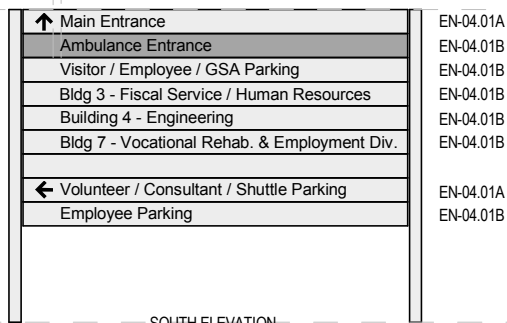 Main Entrance EN-04.01A
Ambulance Entrance EN-04.01B
Visitor / Employee / GSA Parking EN-04.01B
Bldg 3 - Fiscal Service / Human Resources EN-04.01B
Building 4 - Engineering EN-04.01B
Bldg 7 - Vocational Rehab. & Employment Div. EN-04.01B
Volunteer / Consultant / Shuttle Parking EN-04.01A
Employee Parking EN-04.01B
SOUTH ELEVATION